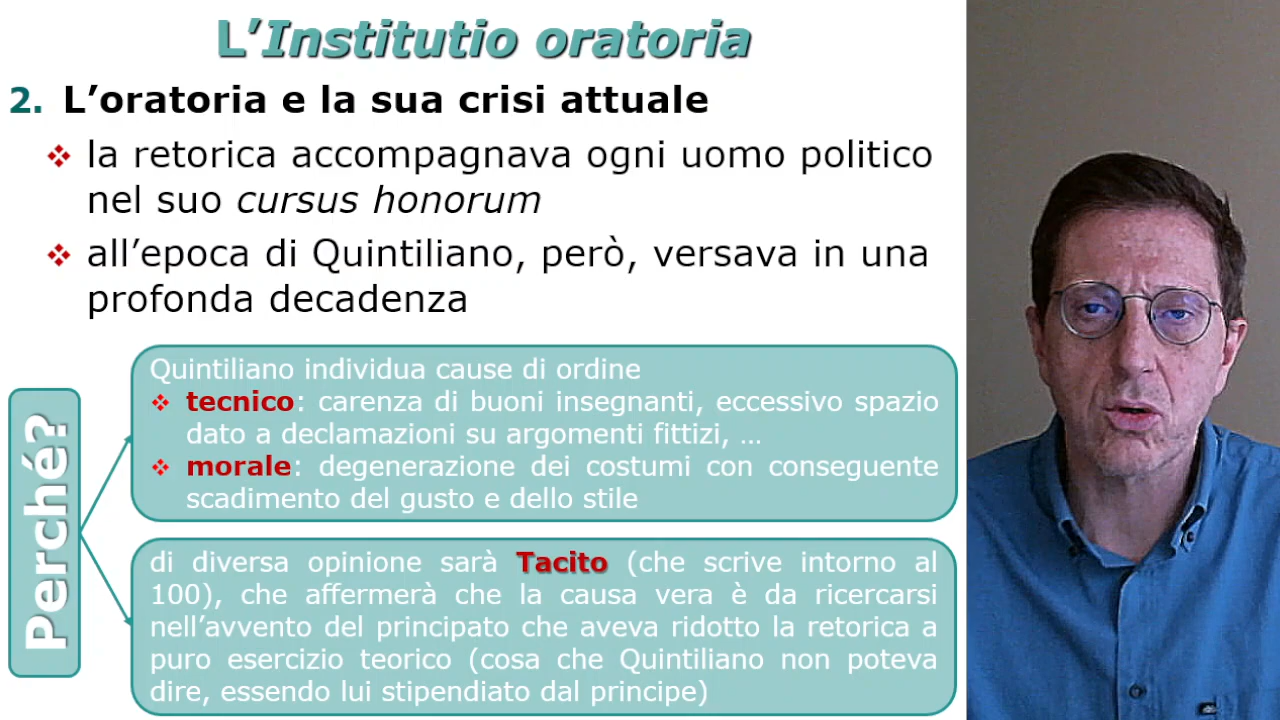 L’Institutio oratoria
2. L’oratoria e la sua crisi attuale
la retorica accompagnava ogni uomo politico
nel suo cursus honorum
all’epoca di Quintiliano, però, versava in una
profonda decadenza
Perché?
Quintiliano individua cause di ordine
tecnico: carenza di buoni insegnanti, eccessivo spazio
dato a declamazioni su argomenti fittizi, …
morale: degenerazione dei costumi con conseguente
scadimento del gusto e dello stile
di diversa opinione sarà Tacito (che scrive intorno al
100), che affermerà che la causa vera è da ricercarsi
nell’avvento del principato che aveva ridotto la retorica a
puro esercizio teorico (cosa che Quintiliano non poteva
dire, essendo lui stipendiato dal principe)